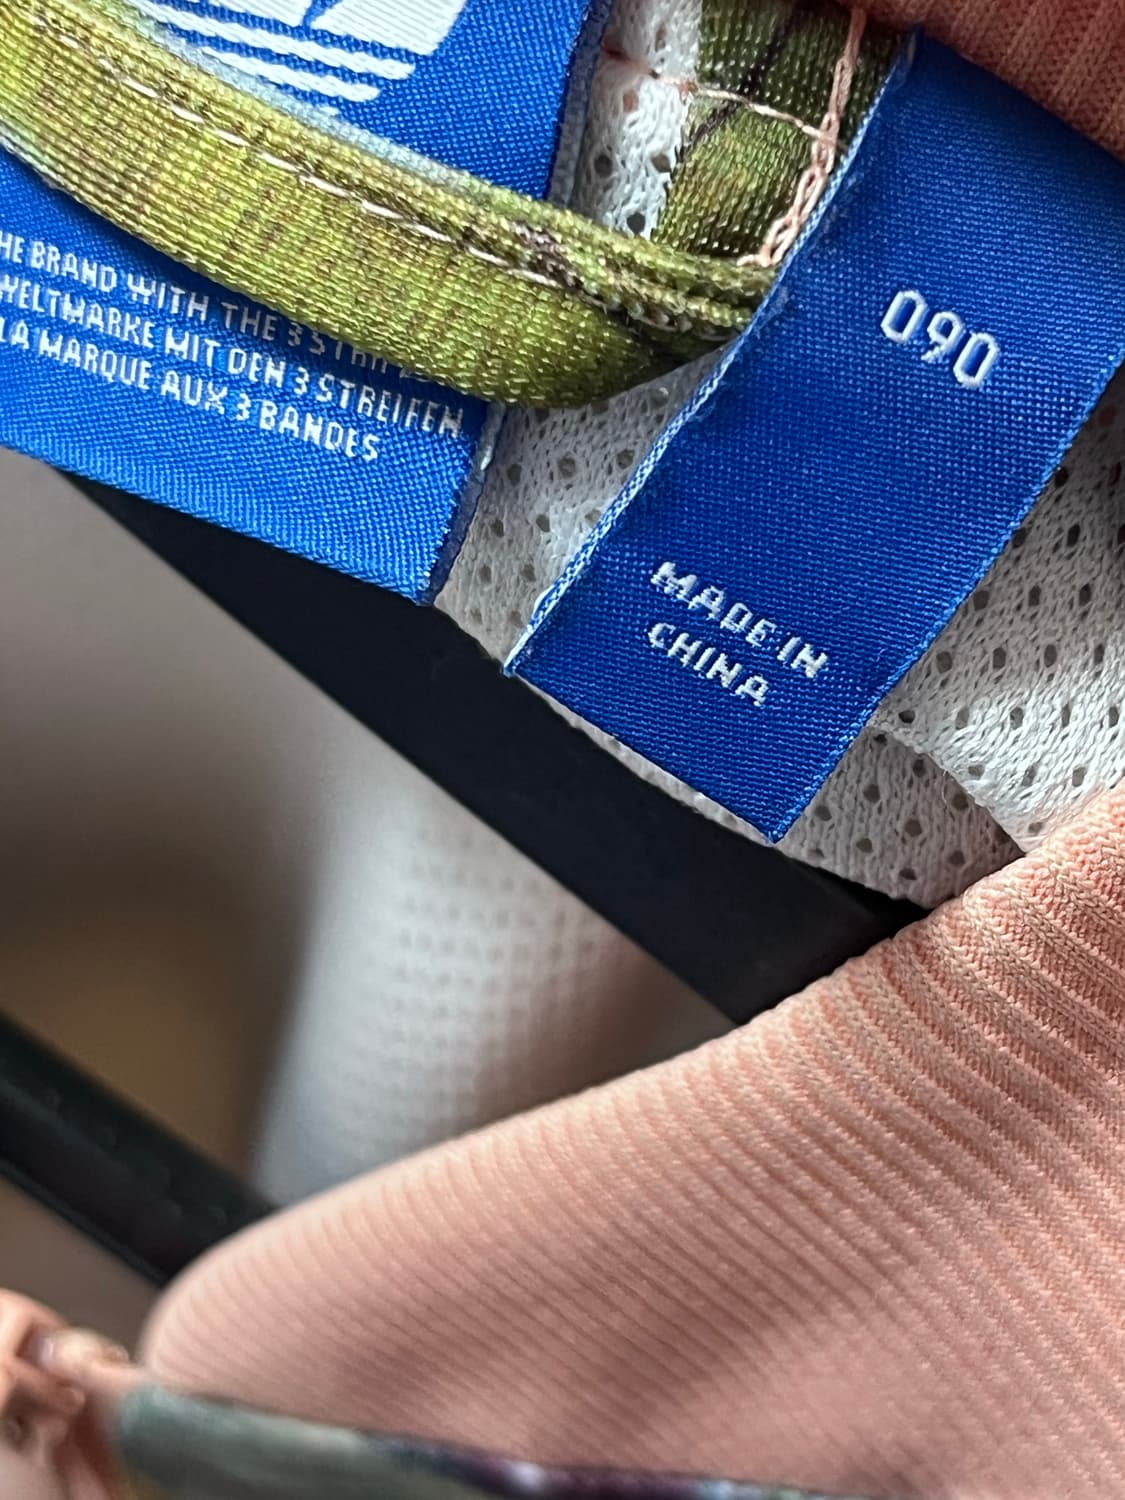 HE BRAND WITH THE 3 STRIP
WELTMARKE MIT DEN 3 STREIFEN
LA MARQUE AUX 3 BANDES
090
MADE IN
CHINA